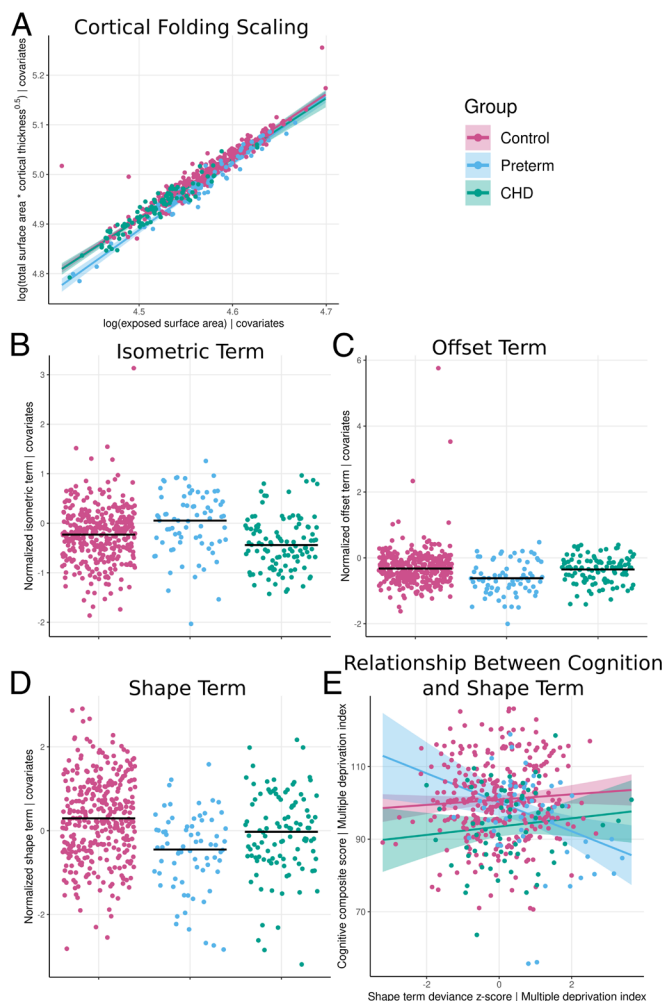 A
Cortical Folding Scaling
log(total surface area * cortical thickness^0.5) | covariates
5.2
5.1
5.0
4.9
4.8
4.5
4.6
4.7
log(exposed surface area) | covariates
Group
Control
Preterm
CHD
B
Isometric Term
Normalized isometric term | covariates
3
2
1
0
-1
-2
C
Offset Term
Normalized offset term | covariates
6
4
2
0
-2
D
Shape Term
Normalized shape term | covariates
2
0
-2
E
Relationship Between Cognition
and Shape Term
Cognitive composite score | Multiple deprivation index
110
90
70
-2
0
2
Shape term deviance z-score | Multiple deprivation index